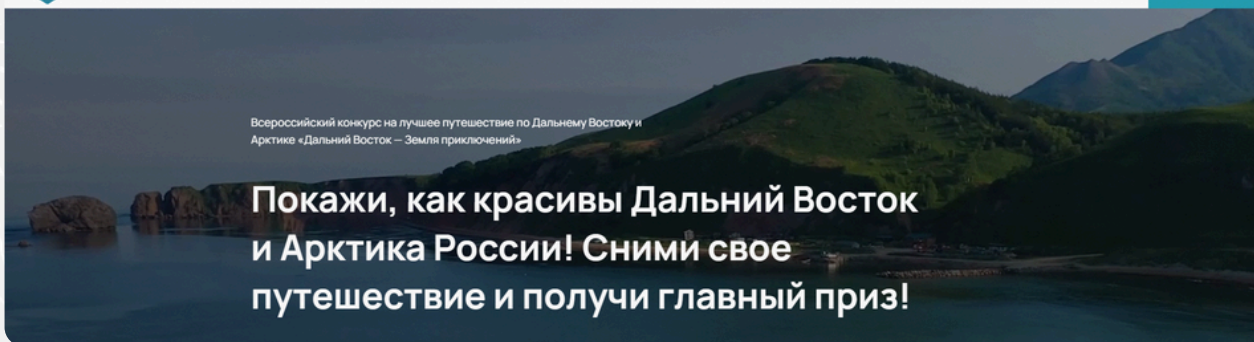 Всероссийский конкурс на лучшее путешествие по Дальнему Востоку и
Арктике «Дальний Восток — Земля приключений»
Покажи, как красивы Дальний Восток
и Арктика России! Сними свое
путешествие и получи главный приз!